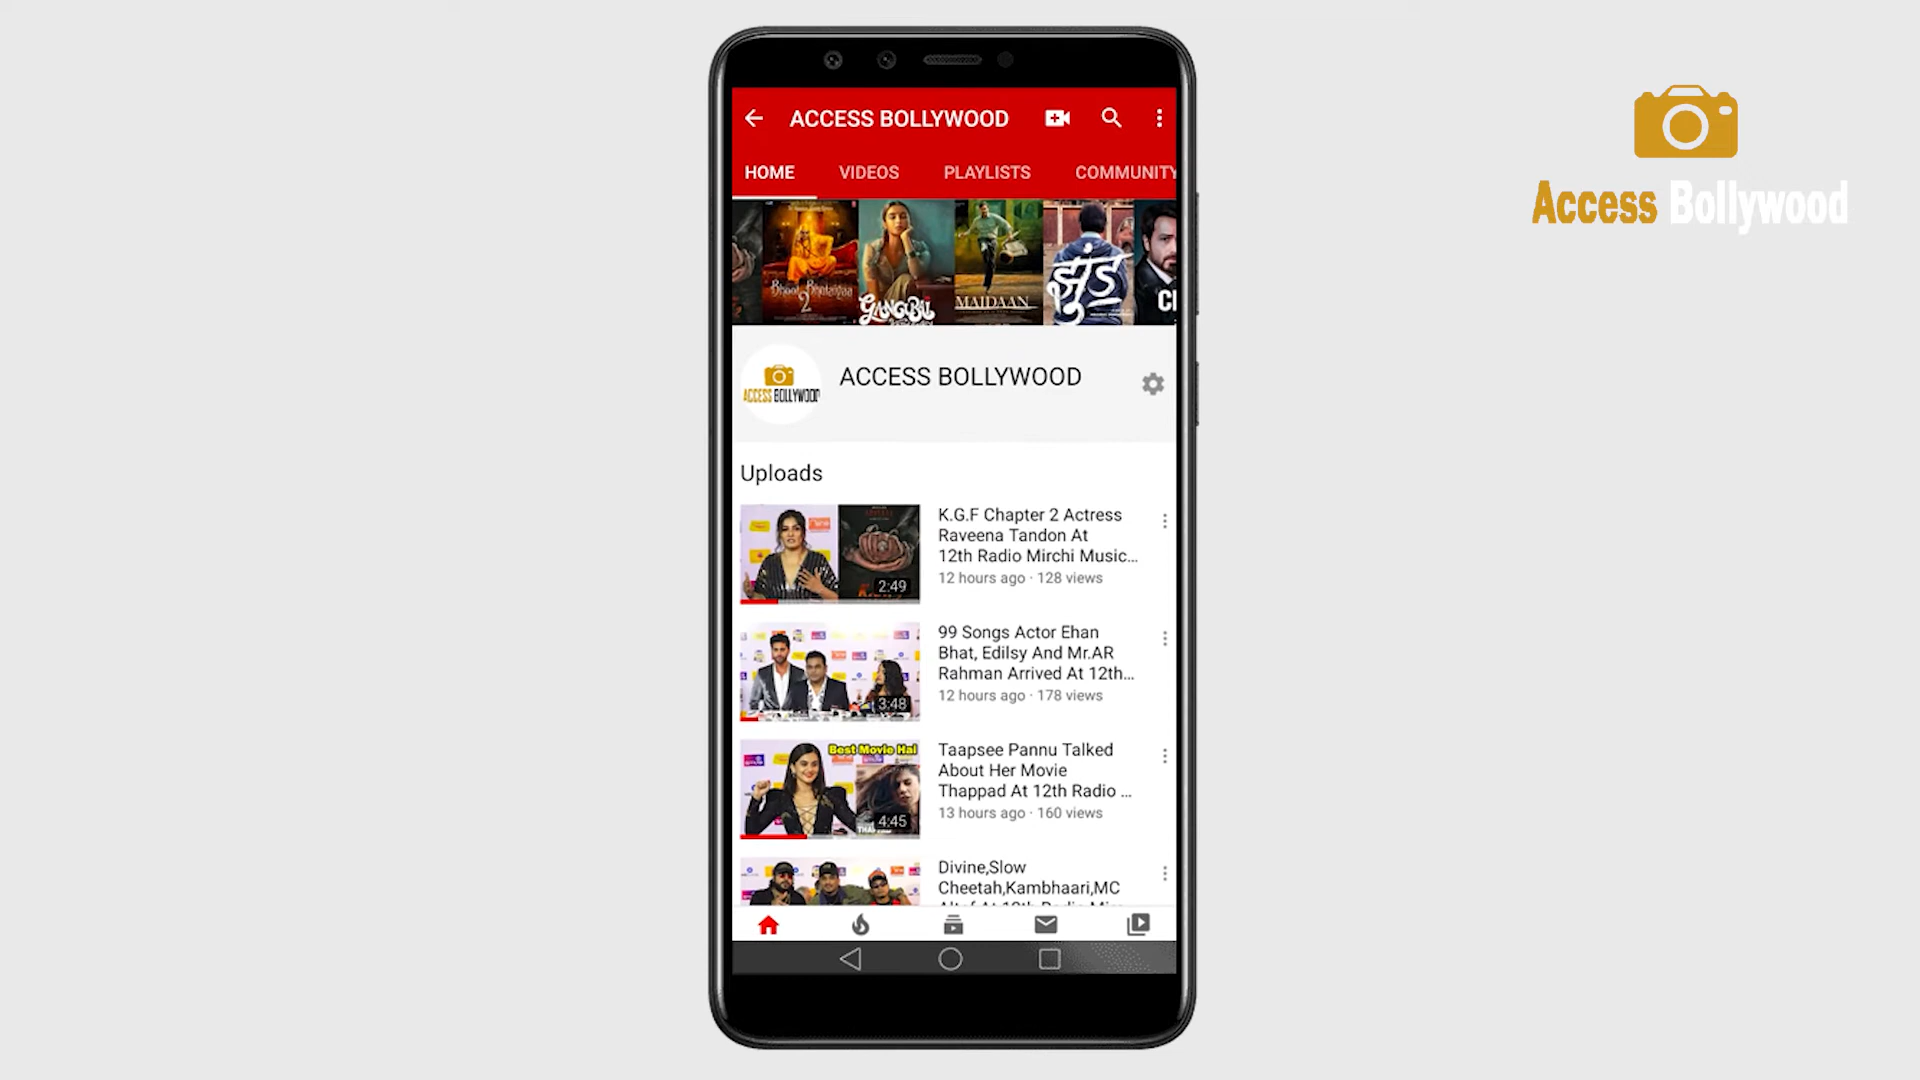 ACCESS BOLLYWOOD
HOME VIDEOS PLAYLISTS COMMUNITY
Access Bollywood
Bhool Bhulaiyaa 2
GANGUBAI
MAIDAAN
झुंड
ACCESS BOLLYWOOD
ACCESS BOLLYWOOD
Uploads
K.G.F Chapter 2 Actress
Raveena Tandon At
12th Radio Mirchi Music...
12 hours ago · 128 views
2:49
99 Songs Actor Ehan
Bhat, Edilsy And Mr.AR
Rahman Arrived At 12th...
12 hours ago · 178 views
3:48
Best Movie Hai
Taapsee Pannu Talked
About Her Movie
Thappad At 12th Radio ...
13 hours ago · 160 views
4:45
Divine,Slow
Cheetah,Kambhaari,MC